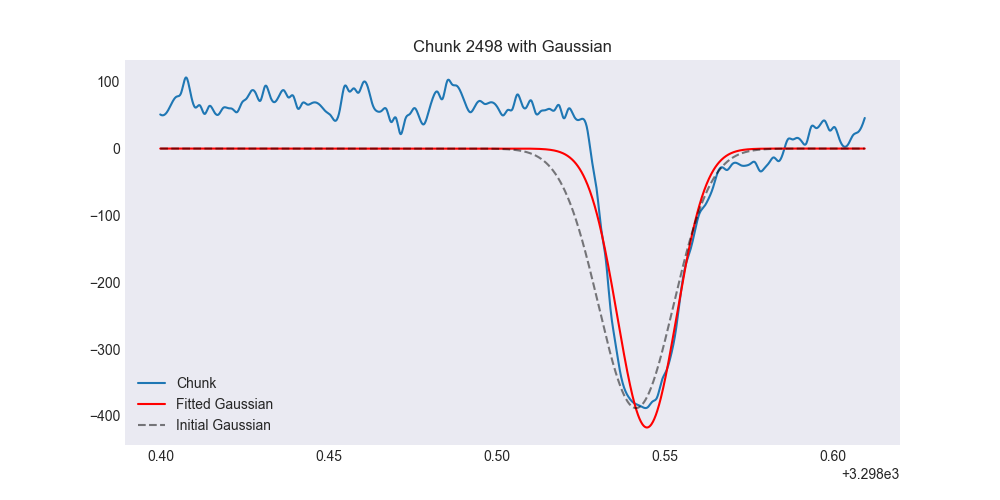 Chunk 2498 with Gaussian
100
0
−100
−200
−300
−400
Chunk
Fitted Gaussian
Initial Gaussian
0.40 0.45 0.50 0.55 0.60
+3.298e3